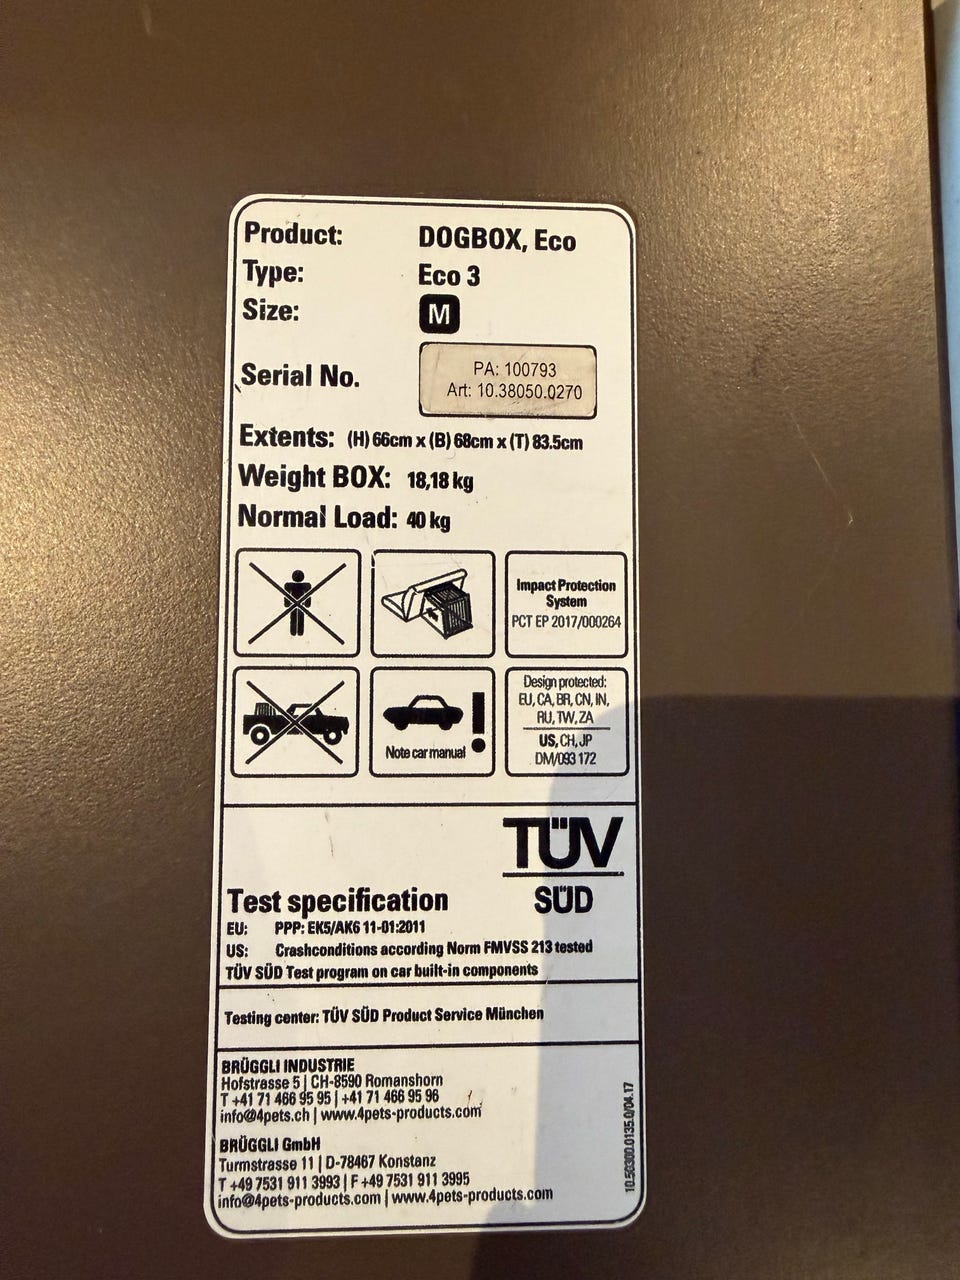 Product: DOGBOX, Eco
Type: Eco 3
Size: M
Serial No.
PA: 100793
Art: 10.38050.0270
Extents: (H) 66cm x (B) 68cm x (T) 83.5cm
Weight BOX: 18,18 kg
Normal Load: 40 kg
Impact Protection
System
PCT EP 2017/000264
Note car manual !
Design protected:
EU, CA, BR, CN, IN,
RU, TW, ZA
US, CH, JP
DM/093 172
TÜV
SÜD
Test specification
EU: PPP: EK5/AK6 11-01:2011
US: Crashconditions according Norm FMVSS 213 tested
TÜV SÜD Test program on car built-in components
Testing center: TÜV SÜD Product Service München
BRÜGGLI INDUSTRIE
Hofstrasse 5 | CH-8590 Romanshorn
T +41 71 466 95 95 | +41 71 466 95 96
info@4pets.ch | www.4pets-products.com
BRÜGGLI GmbH
Turmstrasse 11 | D-78467 Konstanz
T +49 7531 911 3993 | F +49 7531 911 3995
info@4pets-products.com | www.4pets-products.com